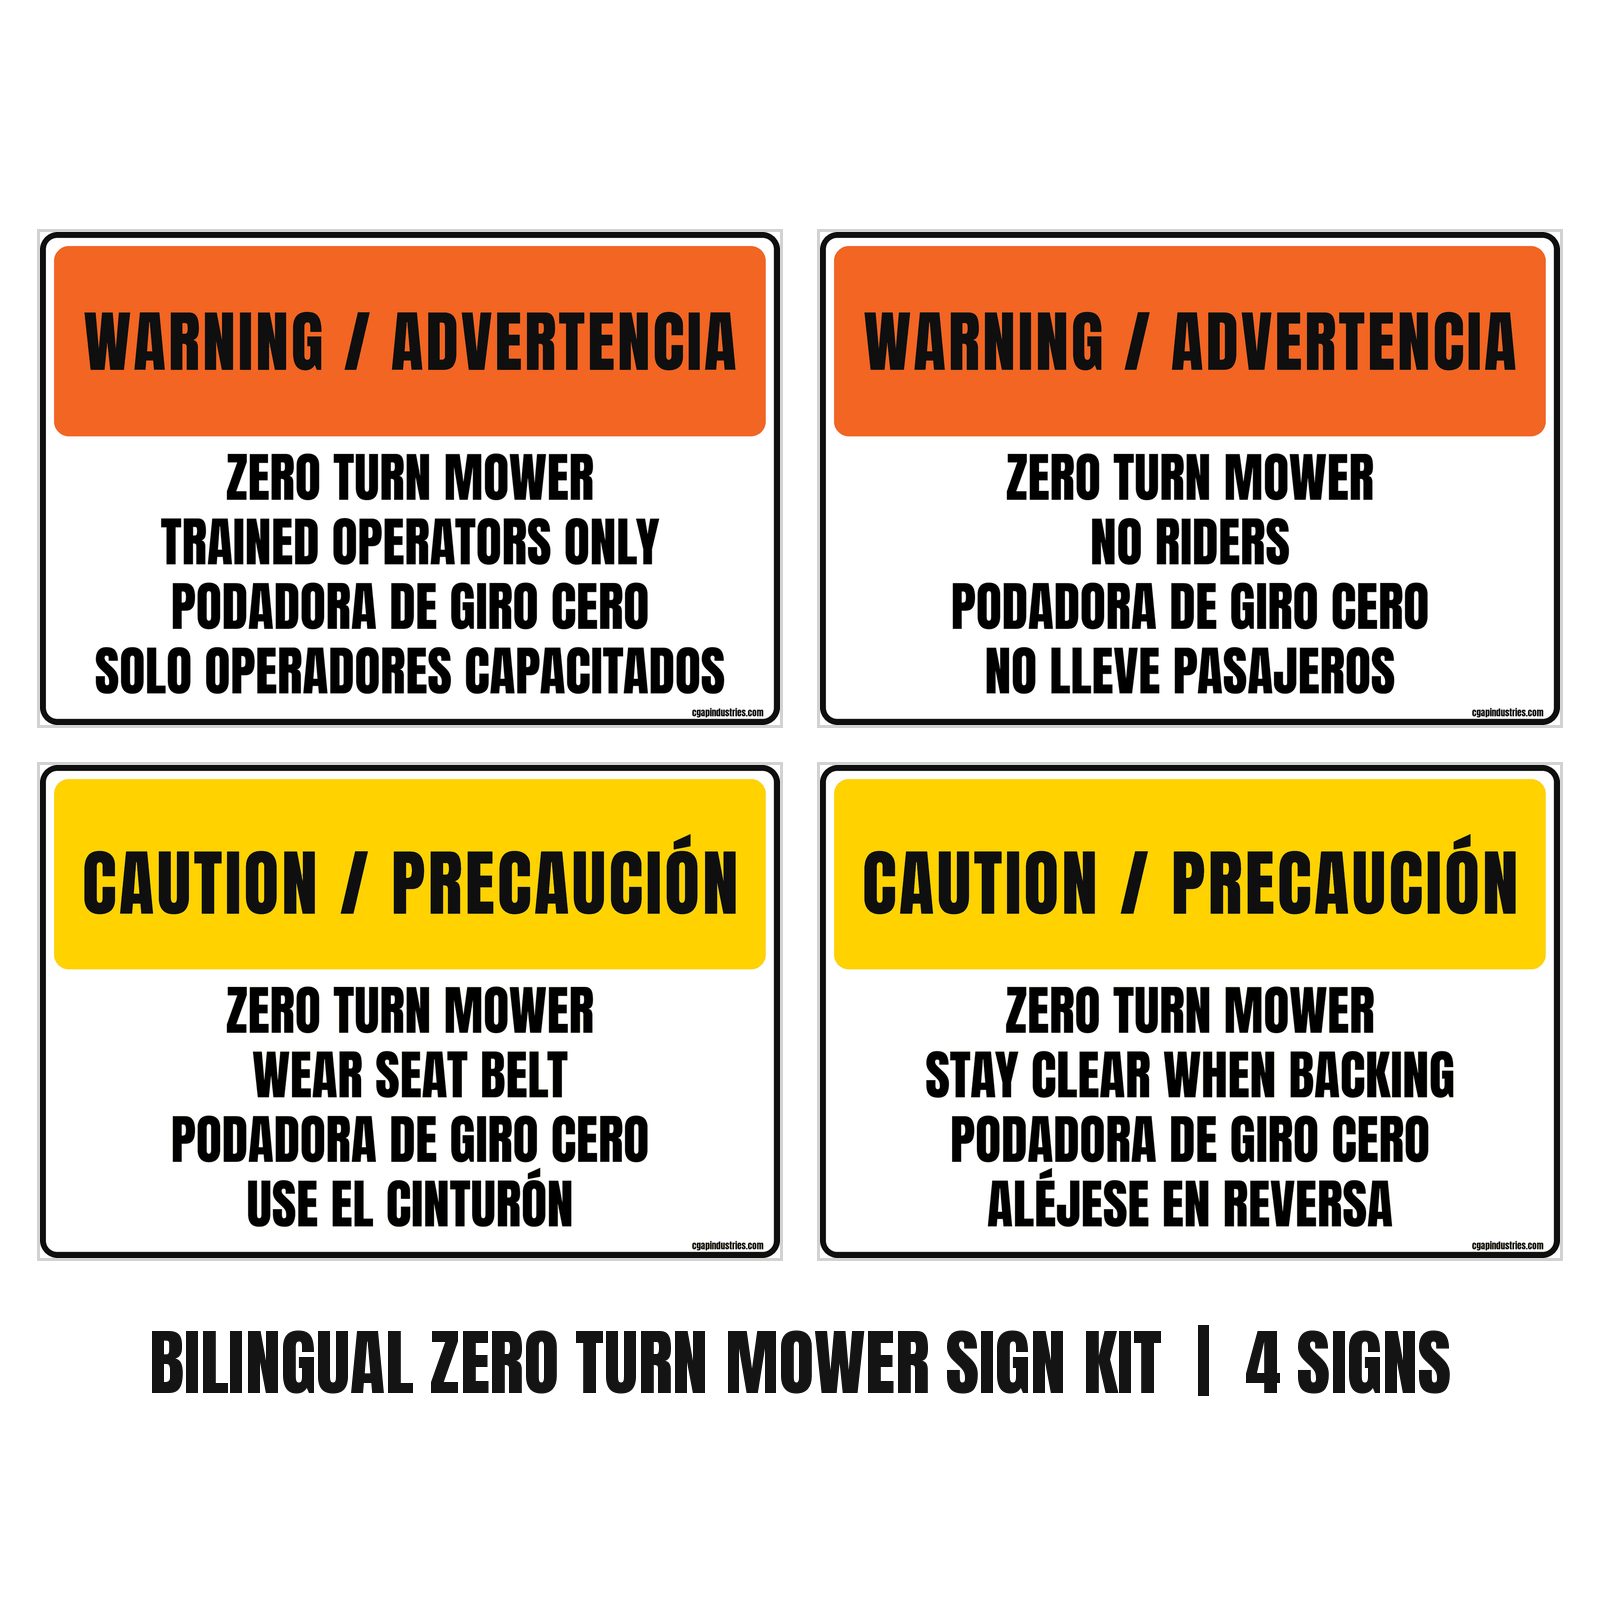 WARNING / ADVERTENCIA
ZERO TURN MOWER
TRAINED OPERATORS ONLY
PODADORA DE GIRO CERO
SOLO OPERADORES CAPACITADOS
cgapindustries.com
WARNING / ADVERTENCIA
ZERO TURN MOWER
NO RIDERS
PODADORA DE GIRO CERO
NO LLEVE PASAJEROS
cgapindustries.com
CAUTION / PRECAUCIÓN
ZERO TURN MOWER
WEAR SEAT BELT
PODADORA DE GIRO CERO
USE EL CINTURÓN
cgapindustries.com
CAUTION / PRECAUCIÓN
ZERO TURN MOWER
STAY CLEAR WHEN BACKING
PODADORA DE GIRO CERO
ALÉJESE EN REVERSA
cgapindustries.com
BILINGUAL ZERO TURN MOWER SIGN KIT | 4 SIGNS